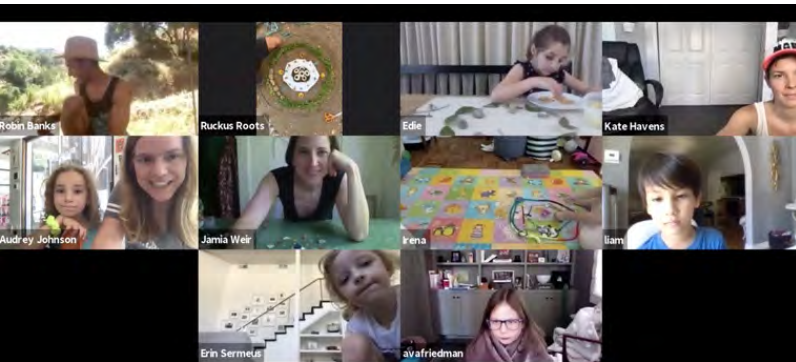 Robin Banks
Ruckus Roots
Edie
Kate Havens
Audrey Johnson
Jamia Weir
Irena
liam
Erin Sermeus
avafriedman